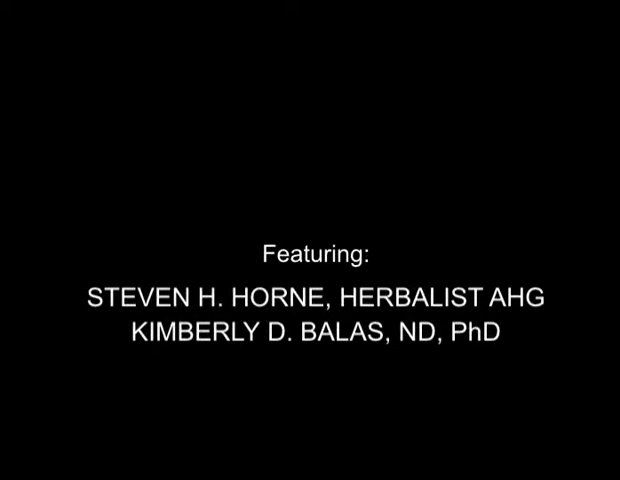 Featuring:
STEVEN H. HORNE, HERBALIST AHG
KIMBERLY D. BALAS, ND, PhD